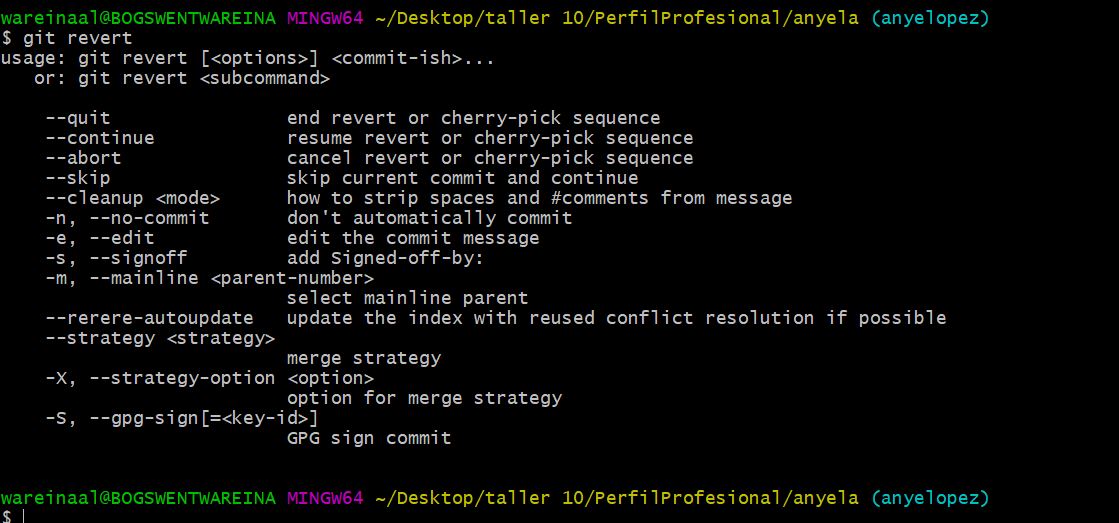 wareinaal@BOGSWENTWAREINA MINGW64 ~/Desktop/taller 10/PerfilProfesional/anyela (anyelopez)
$ git revert
usage: git revert [<options>] <commit-ish>...
   or: git revert <subcommand>

    --quit                end revert or cherry-pick sequence
    --continue            resume revert or cherry-pick sequence
    --abort               cancel revert or cherry-pick sequence
    --skip                skip current commit and continue
    --cleanup <mode>      how to strip spaces and #comments from message
    -n, --no-commit       don't automatically commit
    -e, --edit            edit the commit message
    -s, --signoff         add Signed-off-by:
    -m, --mainline <parent-number>
                          select mainline parent
    --rerere-autoupdate   update the index with reused conflict resolution if possible
    --strategy <strategy>
                          merge strategy
    -X, --strategy-option <option>
                          option for merge strategy
    -S, --gpg-sign[=<key-id>]
                          GPG sign commit

wareinaal@BOGSWENTWAREINA MINGW64 ~/Desktop/taller 10/PerfilProfesional/anyela (anyelopez)
$